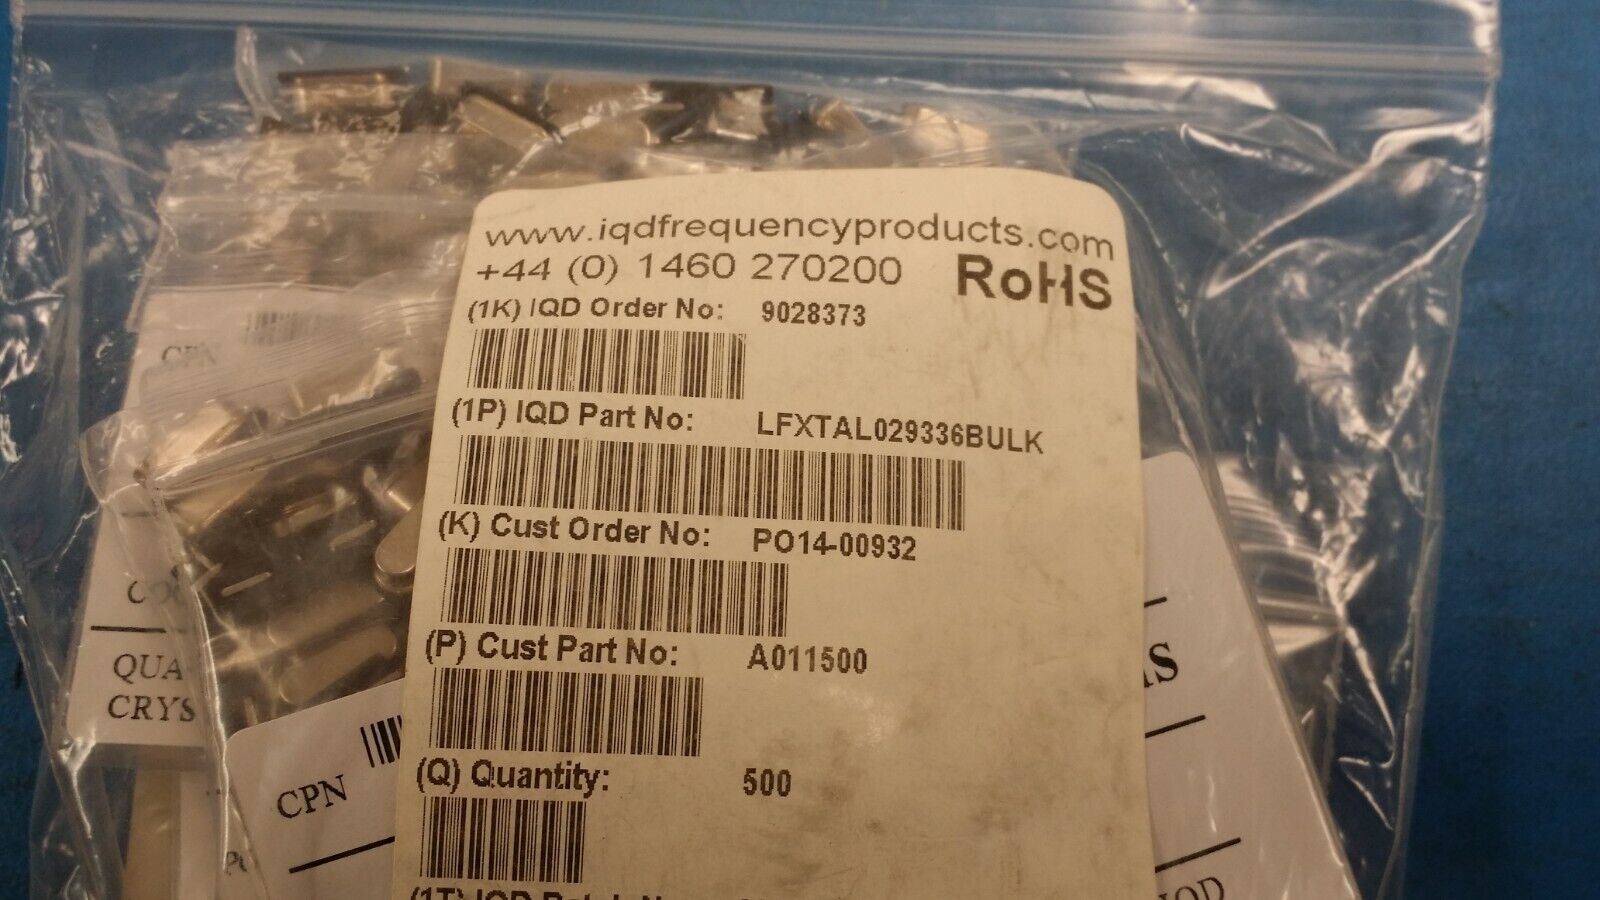 www.iqdfrequencyproducts.com
+44 (0) 1460 270200 RoHS
(1K) IQD Order No: 9028373
(1P) IQD Part No: LFXTAL029336BULK
(K) Cust Order No: PO14-00932
(P) Cust Part No: A011500
(Q) Quantity: 500
CPN
QUA
CRYS
CPN
IQD